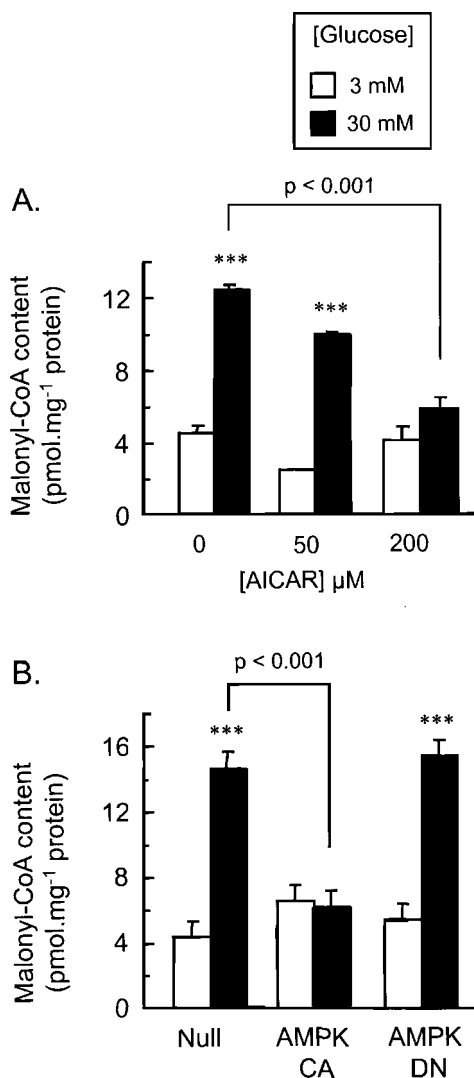 [Glucose]
3 mM
30 mM
A.
p < 0.001
Malonyl-CoA content
(pmol.mg⁻¹ protein)
12
8
4
0
***
***
0 50 200
[AICAR] µM
B.
p < 0.001
Malonyl-CoA content
(pmol.mg⁻¹ protein)
16
12
8
4
0
***
***
Null AMPK AMPK
CA DN